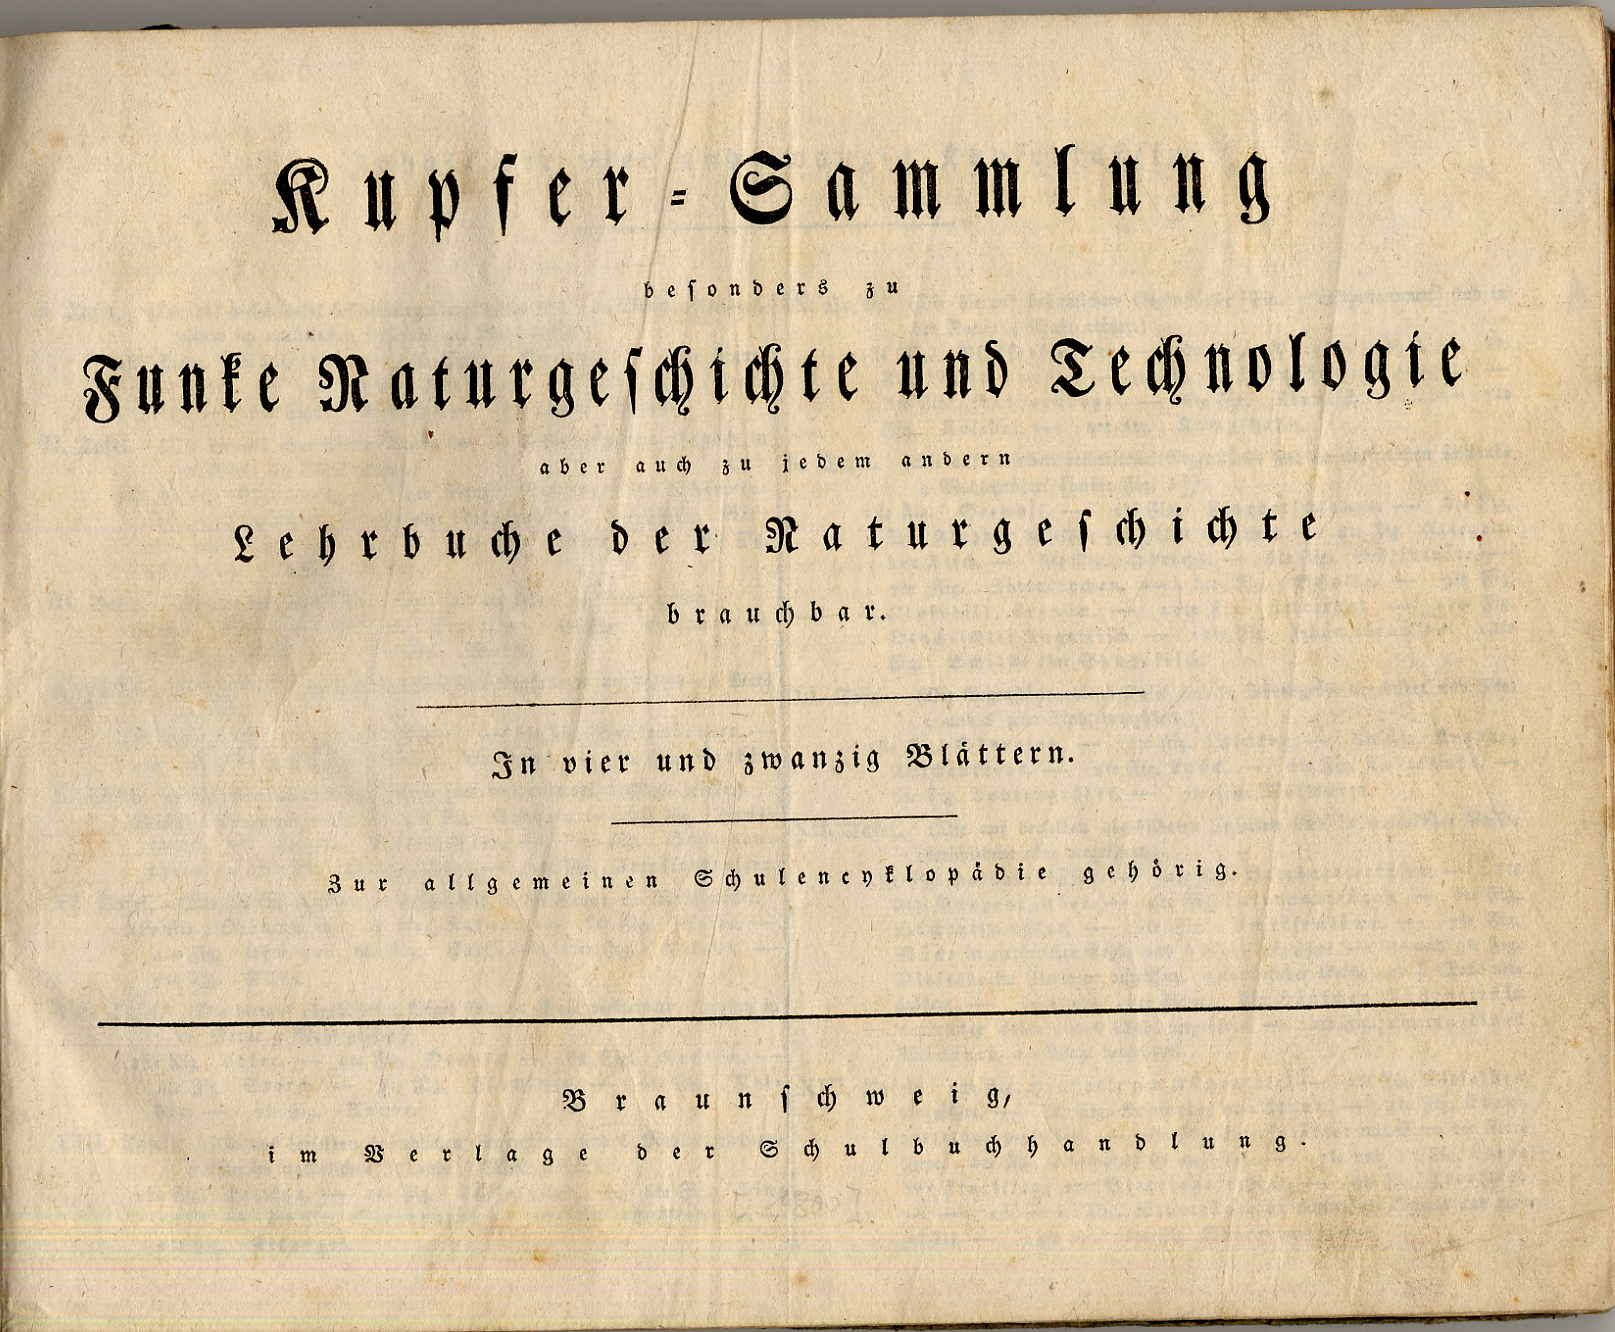 Kupfer-Sammlung
besonders zu
Funke Naturgeschichte und Technologie
aber auch zu jedem andern
Lehrbuche der Naturgeschichte
brauchbar.
In vier und zwanzig Blättern.
Zur allgemeinen Schulencyklopädie gehörig.
Braunschweig,
im Verlage der Schulbuchhandlung.